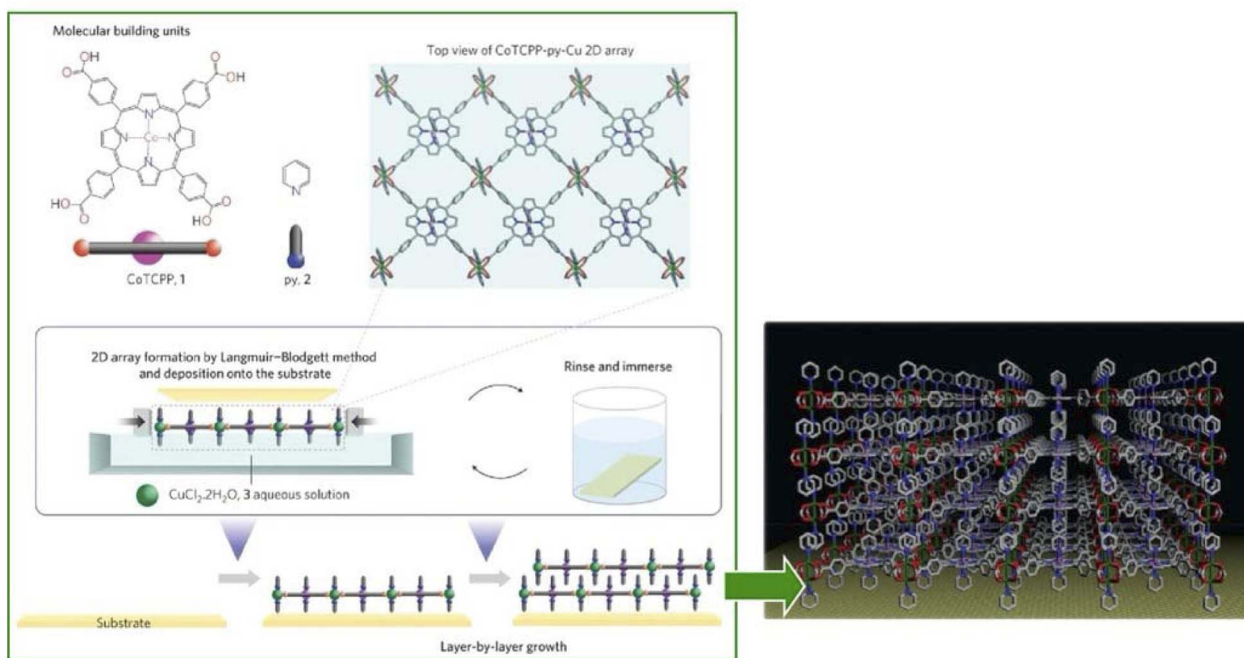 Molecular building units
Top view of CoTCPP-py-Cu 2D array
O
OH
O
OH
N
N
Co
N
N
N
HO
O
O
HO
N
CoTCPP, 1
py, 2
2D array formation by Langmuir–Blodgett method
and deposition onto the substrate
Rinse and immerse
CuCl₂.2H₂O, 3 aqueous solution
Substrate
Layer-by-layer growth